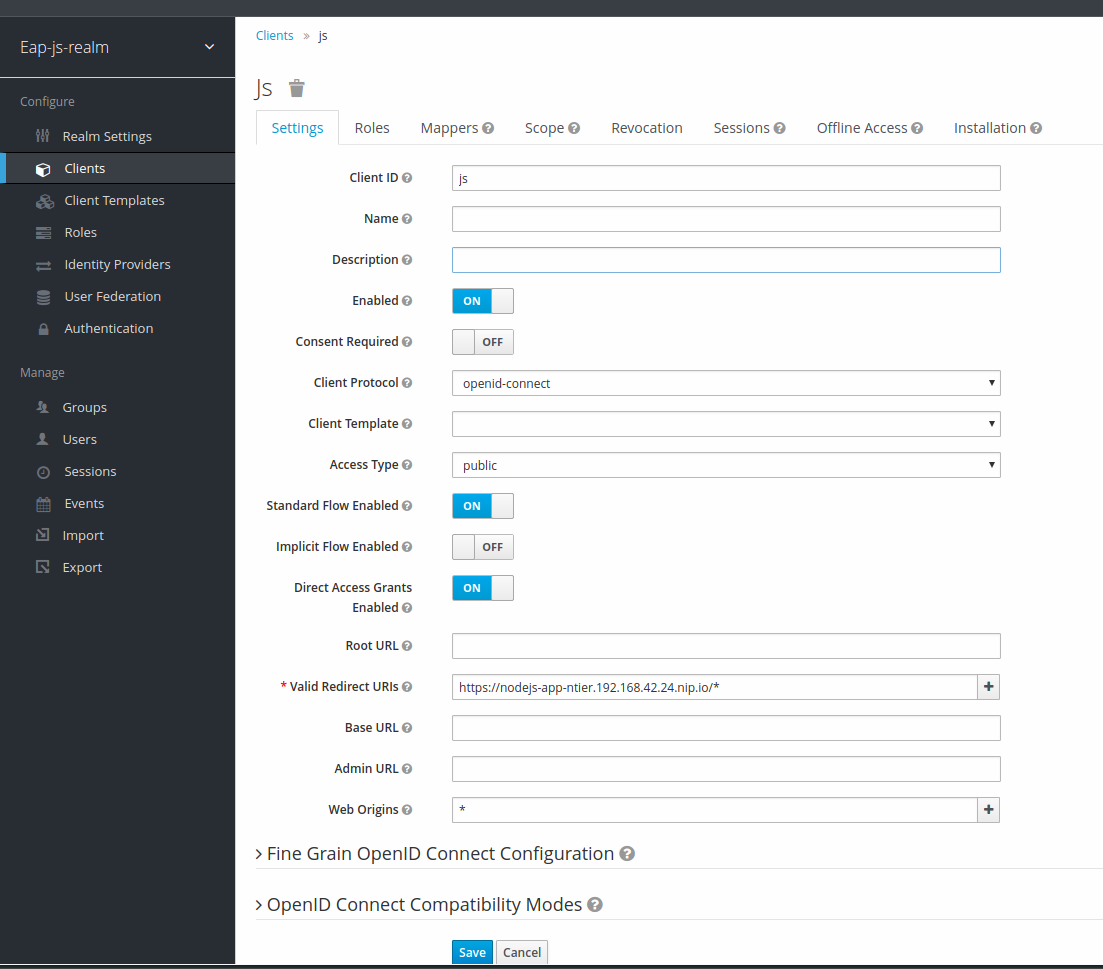 Eap-js-realm
Configure
Realm Settings
Clients
Client Templates
Roles
Identity Providers
User Federation
Authentication
Manage
Groups
Users
Sessions
Events
Import
Export
Clients » js
Js
Settings Roles Mappers Scope Revocation Sessions Offline Access Installation
Client ID js
Name
Description
Enabled ON
Consent Required OFF
Client Protocol openid-connect
Client Template
Access Type public
Standard Flow Enabled ON
Implicit Flow Enabled OFF
Direct Access Grants
Enabled ON
Root URL
* Valid Redirect URIs https://nodejs-app-ntier.192.168.42.24.nip.io/* +
Base URL
Admin URL
Web Origins * +
Fine Grain OpenID Connect Configuration
OpenID Connect Compatibility Modes
Save Cancel